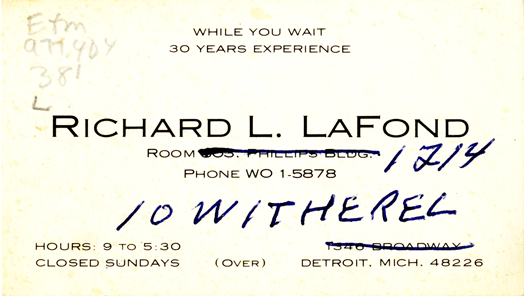 Etm
977.404
381
L
WHILE YOU WAIT
30 YEARS EXPERIENCE
RICHARD L. LAFOND
ROOM 305. PHILLIPS BLDG. 1214
PHONE WO 1-5878
10 WITHEREL
HOURS: 9 TO 5:30
1346 BROADWAY
CLOSED SUNDAYS (OVER) DETROIT, MICH. 48226